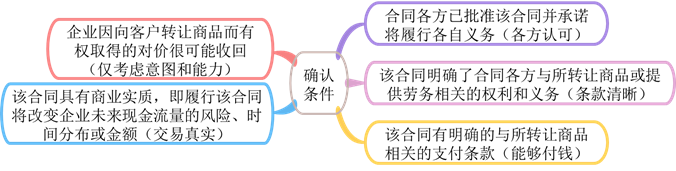 企业因向客户转让商品而有
权取得的对价很可能收回
（仅考虑意图和能力）
该合同具有商业实质，即履行该合同
将改变企业未来现金流量的风险、时
间分布或金额（交易真实）
确认
条件
合同各方已批准该合同并承诺
将履行各自义务（各方认可）
该合同明确了合同各方与所转让商品或提
供劳务相关的权利和义务（条款清晰）
该合同有明确的与所转让商品
相关的支付条款（能够付钱）